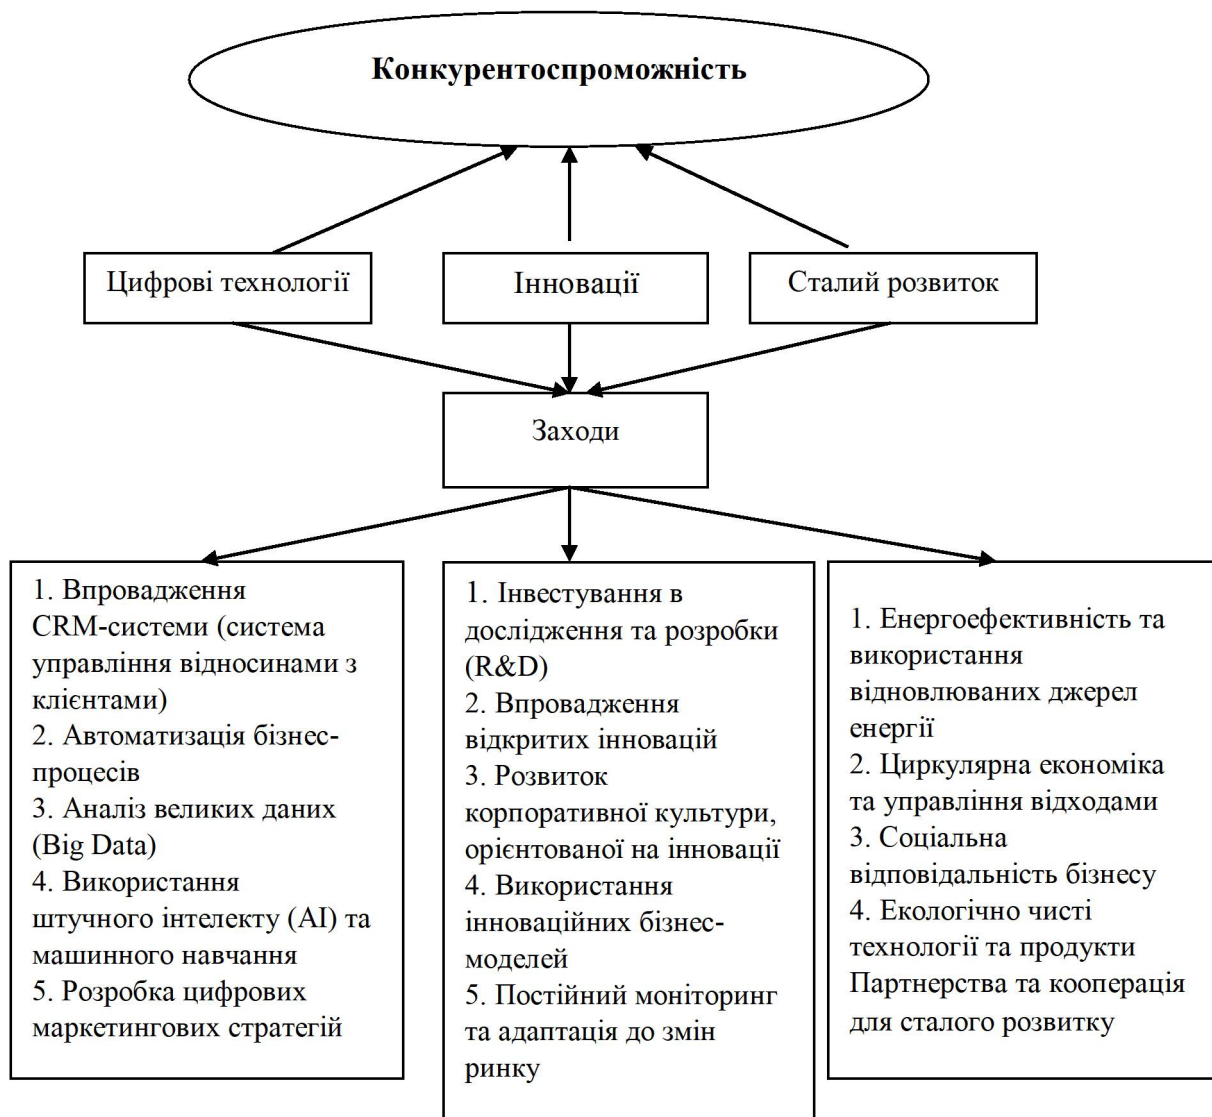 Конкурентоспроможність
Цифрові технології
Інновації
Сталий розвиток
Заходи
1. Впровадження
CRM-системи (система
управління відносинами з
клієнтами)
2. Автоматизація бізнес-
процесів
3. Аналіз великих даних
(Big Data)
4. Використання
штучного інтелекту (AI) та
машинного навчання
5. Розробка цифрових
маркетингових стратегій
1. Інвестування в
дослідження та розробки
(R&D)
2. Впровадження
відкритих інновацій
3. Розвиток
корпоративної культури,
орієнтованої на інновації
4. Використання
інноваційних бізнес-
моделей
5. Постійний моніторинг
та адаптація до змін
ринку
1. Енергоефективність та
використання
відновлюваних джерел
енергії
2. Циркулярна економіка
та управління відходами
3. Соціальна
відповідальність бізнесу
4. Екологічно чисті
технології та продукти
Партнерства та кооперація
для сталого розвитку